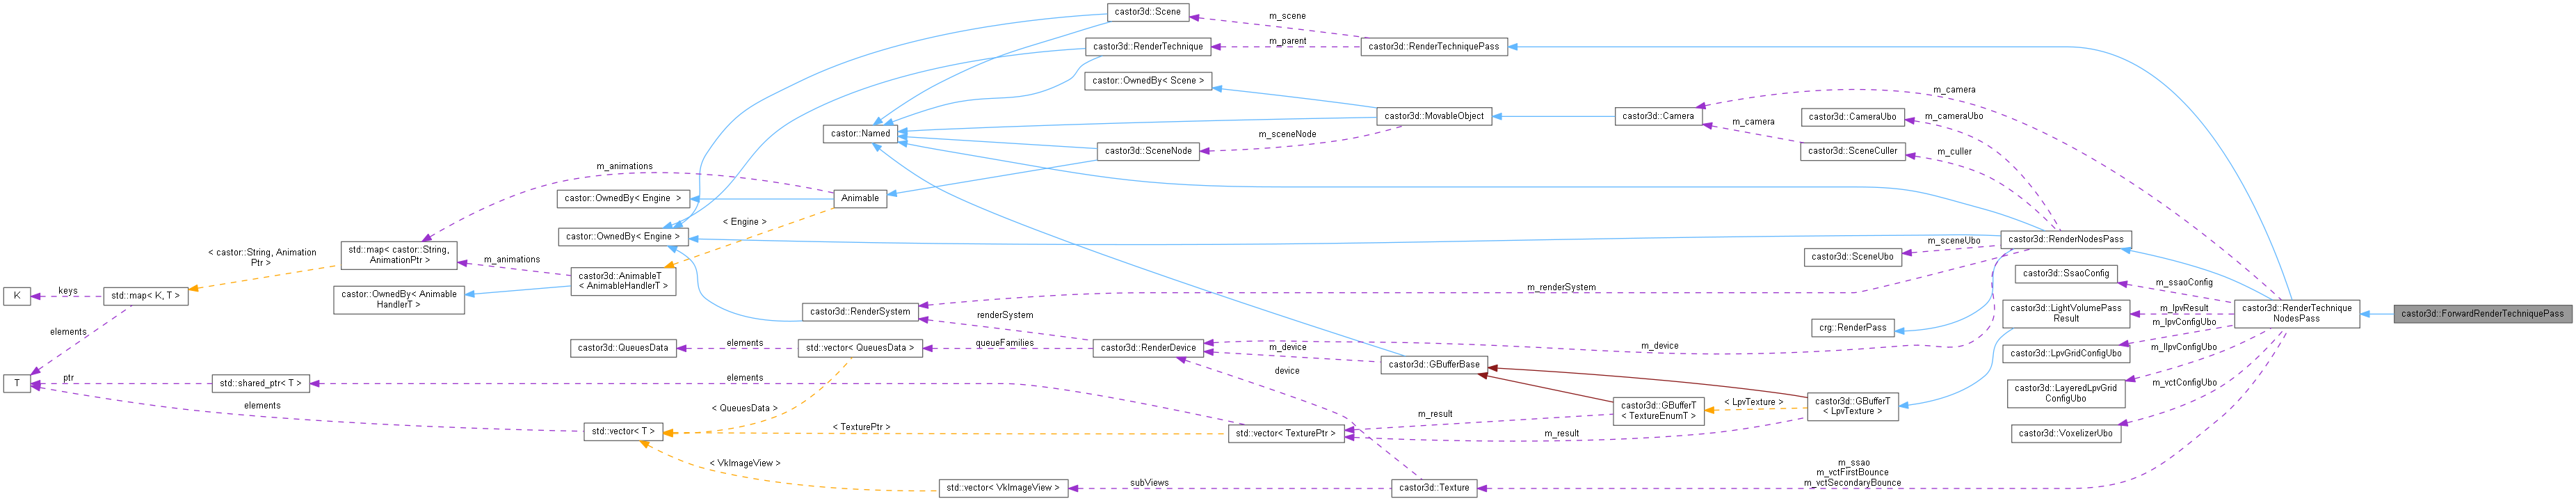 castor3d::Scene
m_scene
castor3d::RenderTechnique
m_parent
castor3d::RenderTechniquePass
castor::OwnedBy< Scene >
m_camera
castor3d::MovableObject
castor3d::Camera
castor3d::CameraUbo
m_cameraUbo
m_camera
castor::Named
m_sceneNode
castor3d::SceneNode
castor3d::SceneCuller
m_culler
m_animations
castor::OwnedBy< Engine  >
Animable
< Engine >
castor::OwnedBy< Engine >
castor3d::RenderNodesPass
m_sceneUbo
castor3d::SceneUbo
std::map< castor::String,
AnimationPtr >
< castor::String, Animation
Ptr >
m_animations
castor3d::AnimableT
< AnimableHandlerT >
castor3d::SsaoConfig
m_ssaoConfig
K
keys
std::map< K, T >
castor::OwnedBy< Animable
HandlerT >
m_renderSystem
castor3d::RenderSystem
renderSystem
castor3d::LightVolumePass
Result
m_lpvResult
m_lpvConfigUbo
castor3d::RenderTechnique
NodesPass
castor3d::ForwardRenderTechniquePass
elements
crg::RenderPass
castor3d::QueuesData
elements
std::vector< QueuesData >
queueFamilies
castor3d::RenderDevice
m_device
m_device
castor3d::LpvGridConfigUbo
m_llpvConfigUbo
castor3d::GBufferBase
device
T
ptr
std::shared_ptr< T >
elements
castor3d::LayeredLpvGrid
ConfigUbo
m_vctConfigUbo
elements
< QueuesData >
m_result
castor3d::GBufferT
< TextureEnumT >
< LpvTexture >
castor3d::GBufferT
< LpvTexture >
std::vector< T >
< TexturePtr >
std::vector< TexturePtr >
m_result
castor3d::VoxelizerUbo
< VkImageView >
m_ssao
m_vctFirstBounce
m_vctSecondaryBounce
std::vector< VkImageView >
subViews
castor3d::Texture